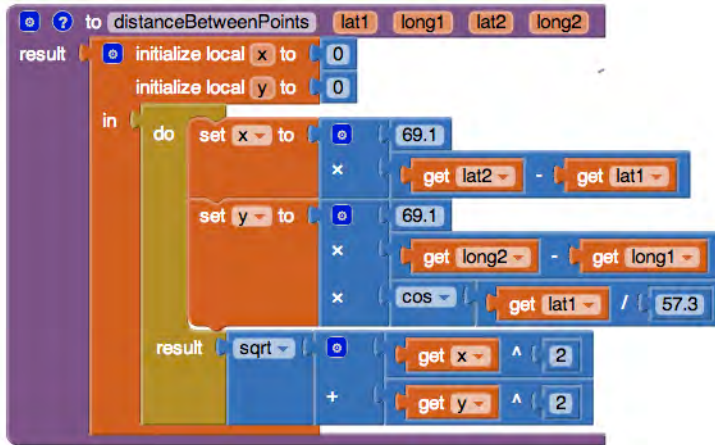 ? to distanceBetweenPoints lat1 long1 lat2 long2
result initialize local x to 0
initialize local y to 0
in do set x to 69.1
× get lat2 - get lat1
set y to 69.1
× get long2 - get long1
× cos get lat1 / 57.3
result sqrt get x ^ 2
+ get y ^ 2